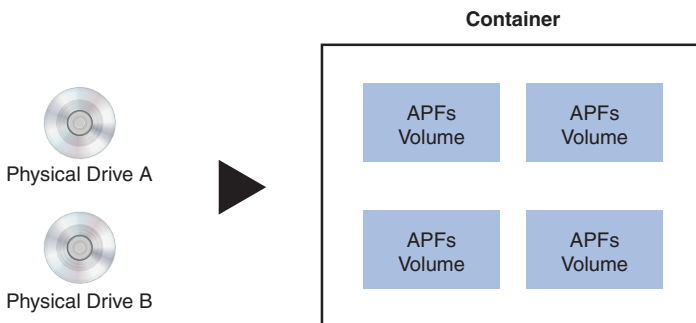 Container
Physical Drive A
Physical Drive B
APFs
Volume
APFs
Volume
APFs
Volume
APFs
Volume